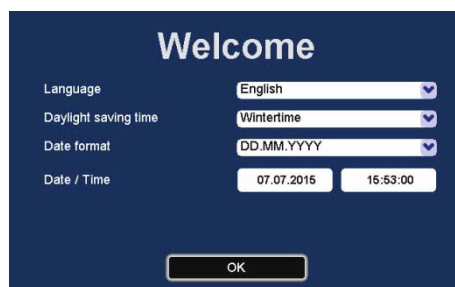 Welcome
Language English
Daylight saving time Wintertime
Date format DD.MM.YYYY
Date / Time 07.07.2015 15:53:00
OK